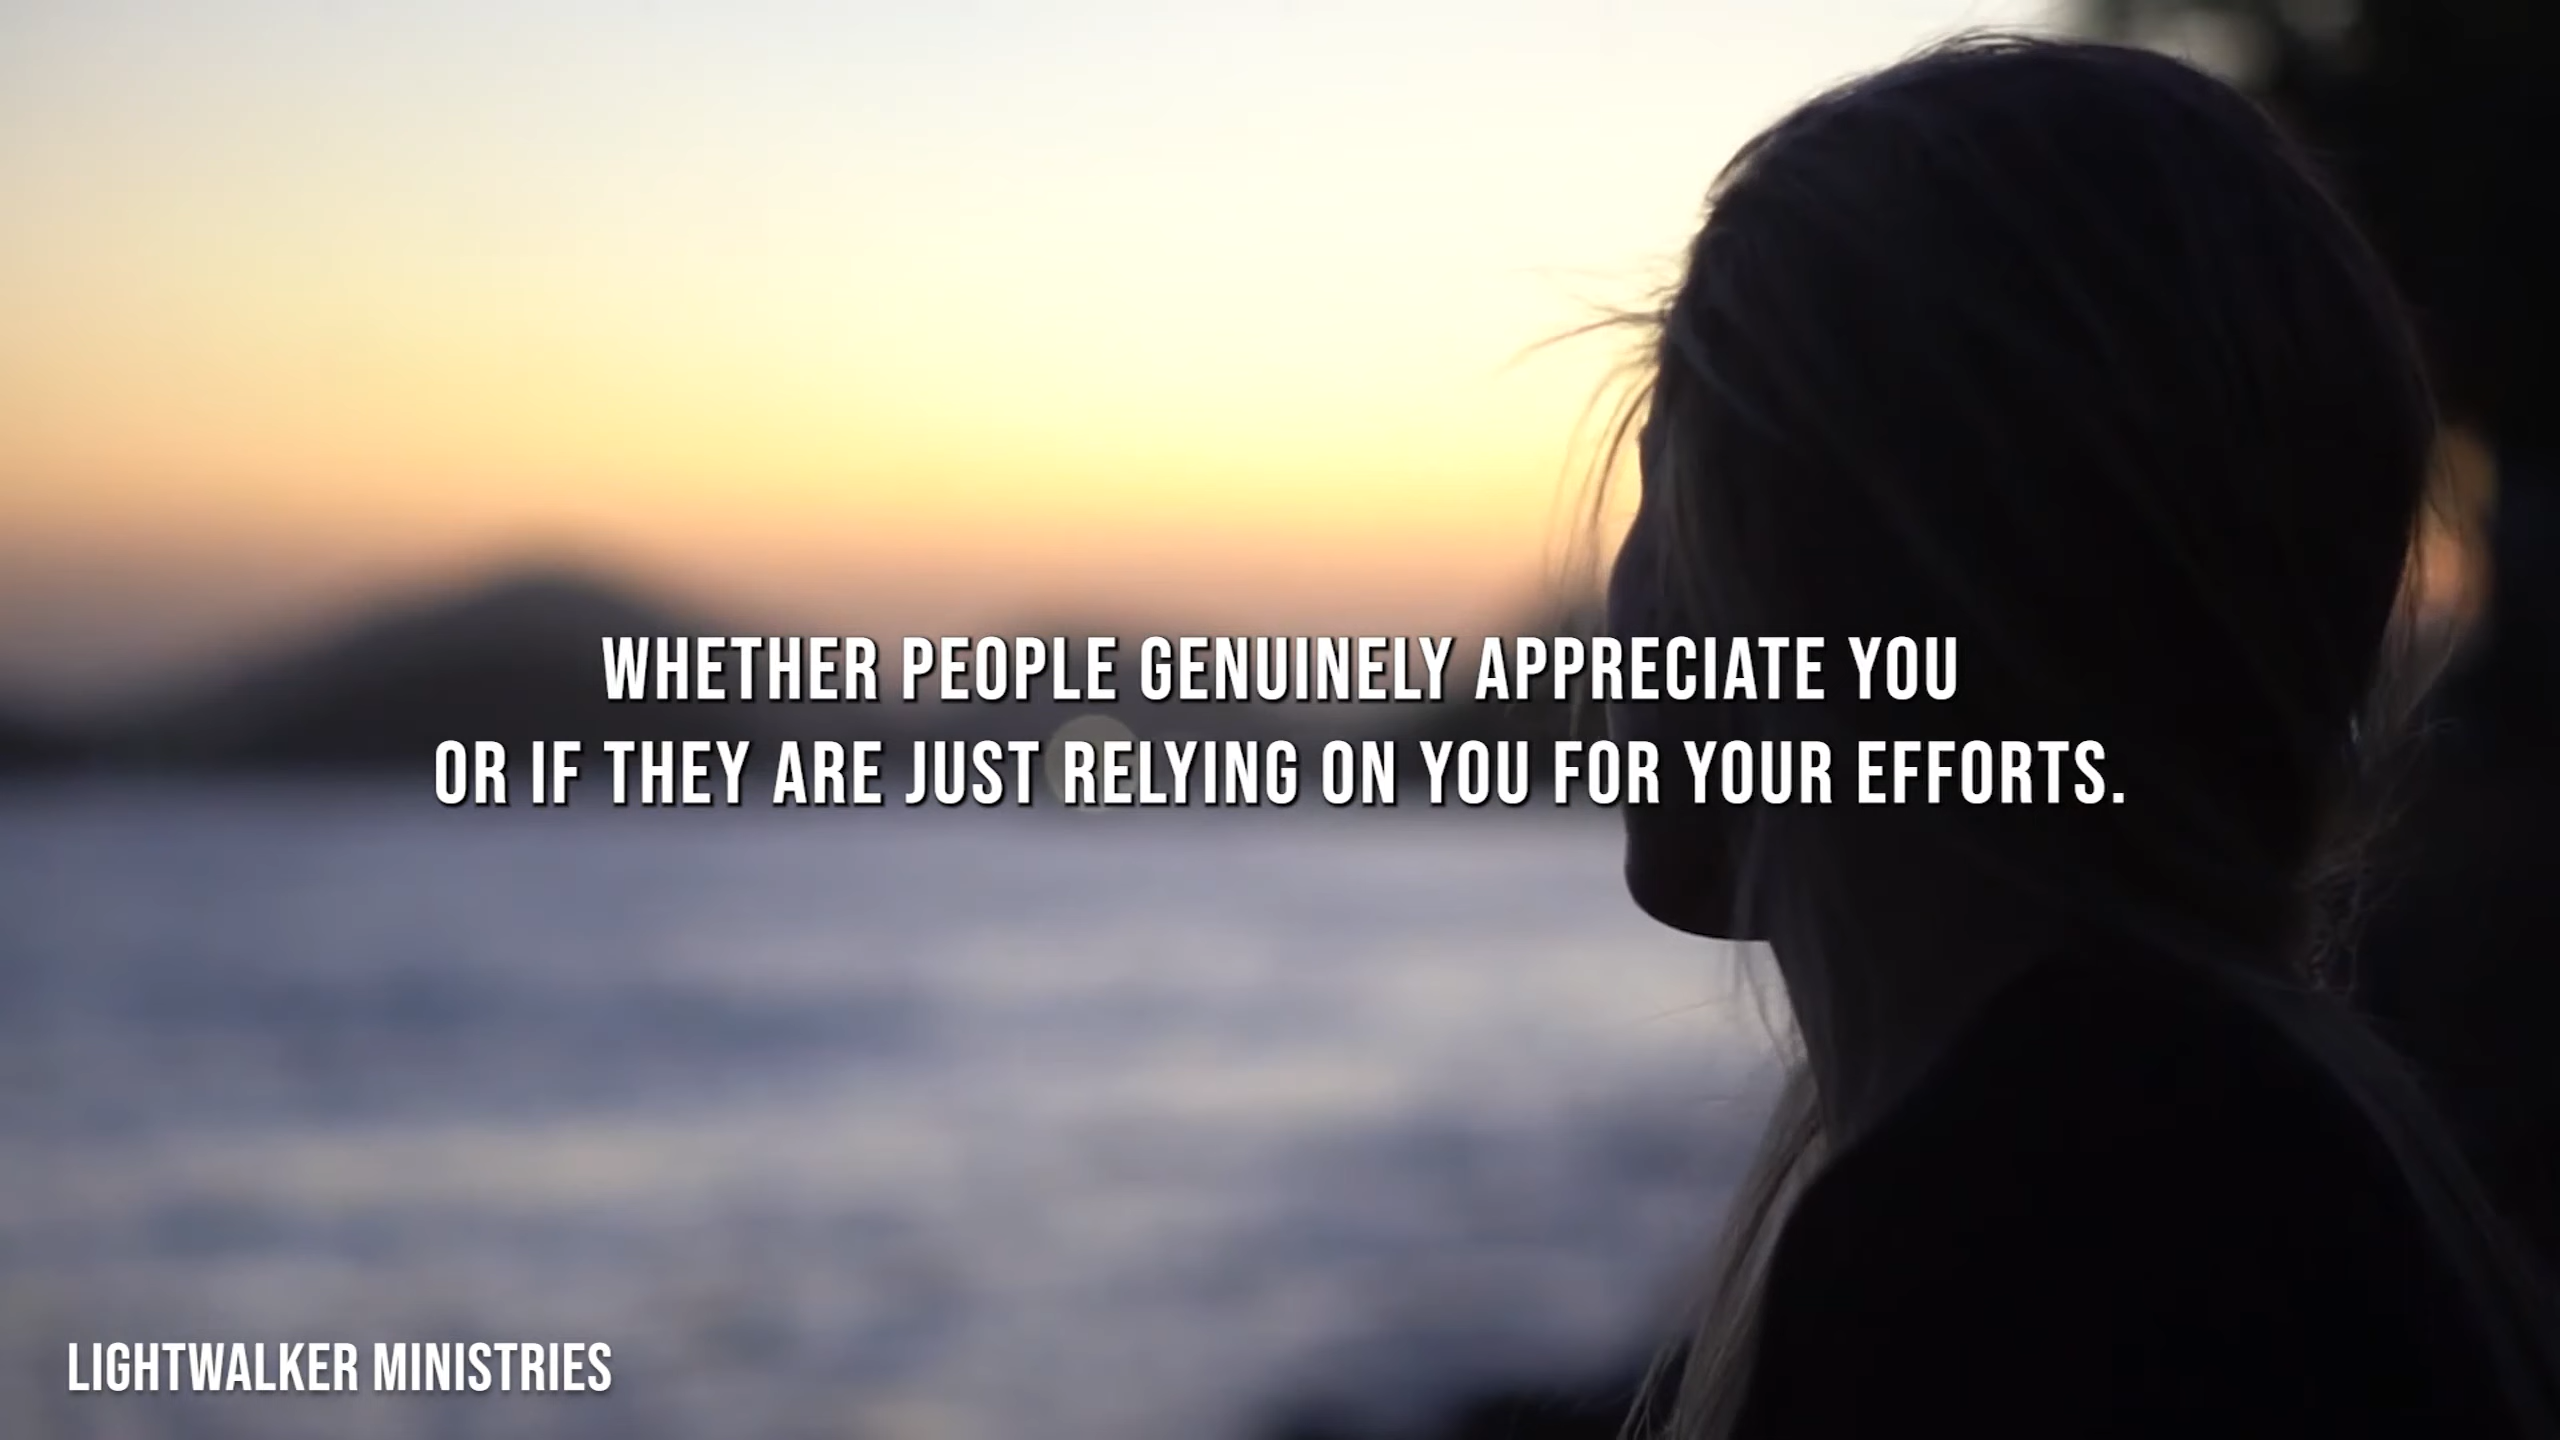 WHETHER PEOPLE GENUINELY APPRECIATE YOU
OR IF THEY ARE JUST RELYING ON YOU FOR YOUR EFFORTS.
LIGHTWALKER MINISTRIES